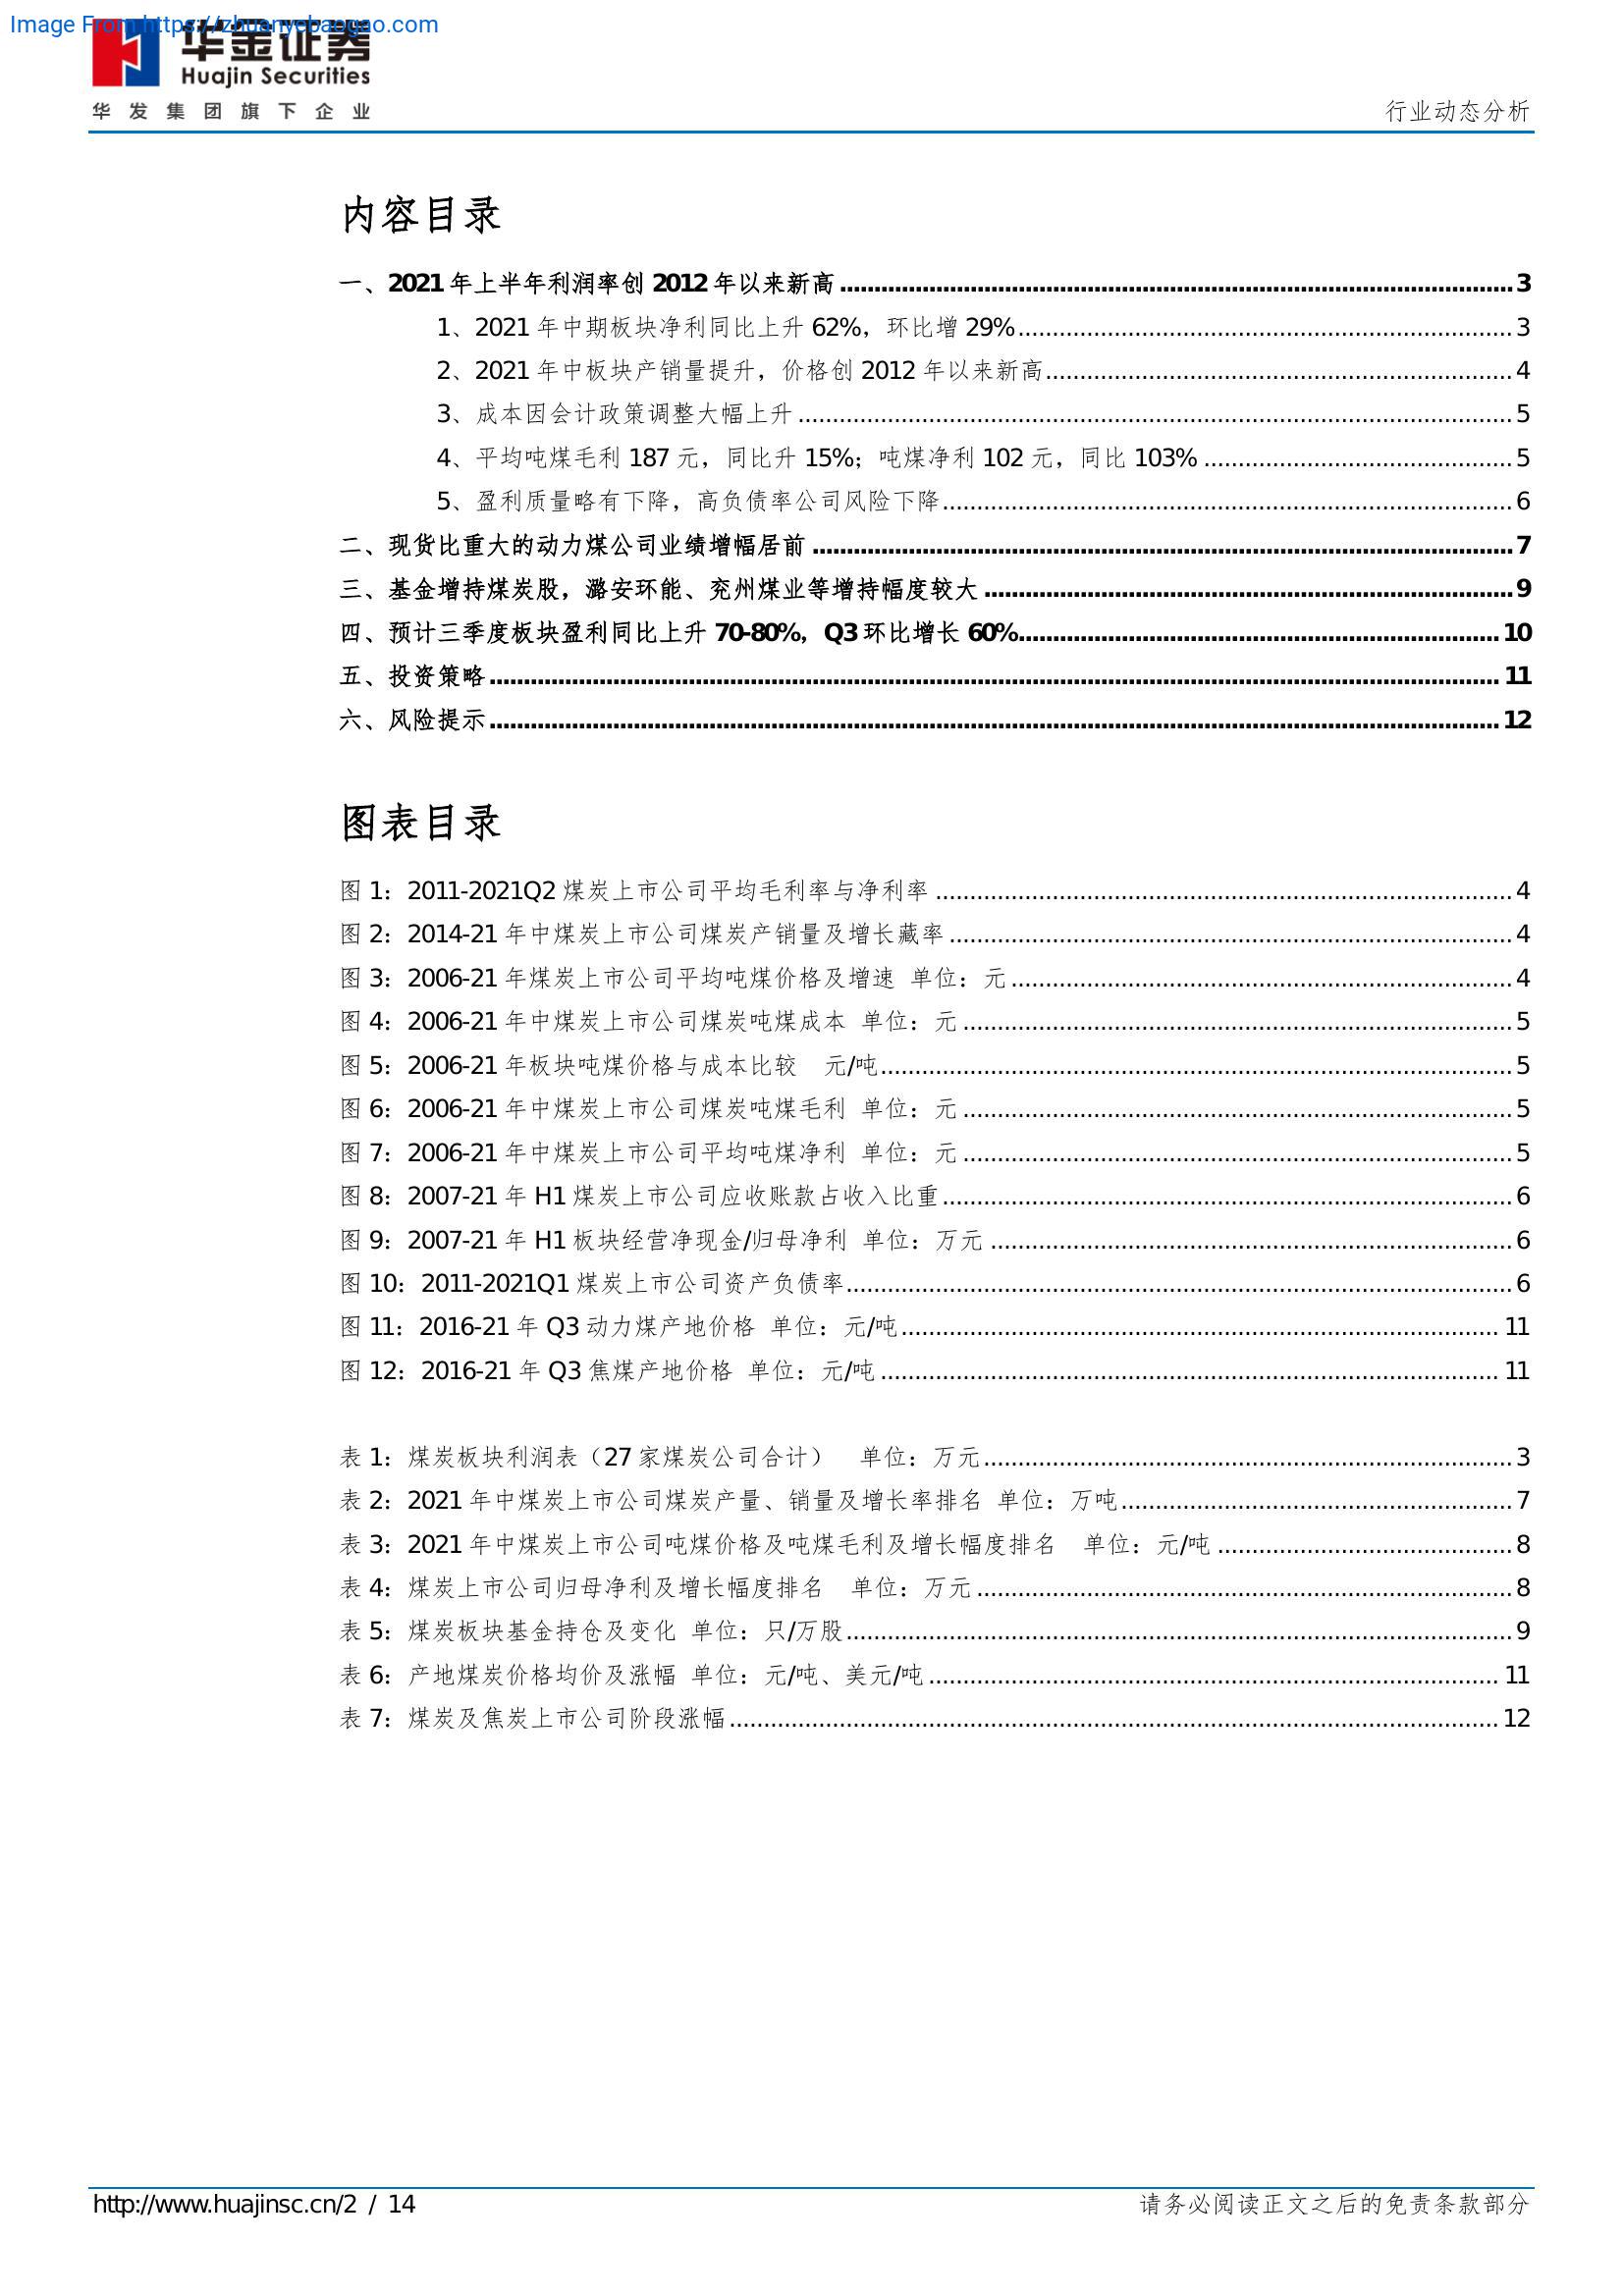 Image From https://zhuanyebaogao.com
华金证券
Huajin Securities
华发集团旗下企业
行业动态分析
内容目录
一、2021 年上半年利润率创 2012 年以来新高 3
1、2021 年中期板块净利同比上升 62%，环比增 29% 3
2、2021 年中板块产销量提升，价格创 2012 年以来新高 4
3、成本因会计政策调整大幅上升 5
4、平均吨煤毛利 187 元，同比升 15%；吨煤净利 102 元，同比 103% 5
5、盈利质量略有下降，高负债率公司风险下降 6
二、现货比重大的动力煤公司业绩增幅居前 7
三、基金增持煤炭股，潞安环能、兖州煤业等增持幅度较大 9
四、预计三季度板块盈利同比上升 70-80%，Q3 环比增长 60% 10
五、投资策略 11
六、风险提示 12
图表目录
图 1：2011-2021Q2 煤炭上市公司平均毛利率与净利率 4
图 2：2014-21 年中煤炭上市公司煤炭产销量及增长藏率 4
图 3：2006-21 年煤炭上市公司平均吨煤价格及增速 单位：元 4
图 4：2006-21 年中煤炭上市公司煤炭吨煤成本 单位：元 5
图 5：2006-21 年板块吨煤价格与成本比较 元/吨 5
图 6：2006-21 年中煤炭上市公司煤炭吨煤毛利 单位：元 5
图 7：2006-21 年中煤炭上市公司平均吨煤净利 单位：元 5
图 8：2007-21 年 H1 煤炭上市公司应收账款占收入比重 6
图 9：2007-21 年 H1 板块经营净现金/归母净利 单位：万元 6
图 10：2011-2021Q1 煤炭上市公司资产负债率 6
图 11：2016-21 年 Q3 动力煤产地价格 单位：元/吨 11
图 12：2016-21 年 Q3 焦煤产地价格 单位：元/吨 11
表 1：煤炭板块利润表（27 家煤炭公司合计） 单位：万元 3
表 2：2021 年中煤炭上市公司煤炭产量、销量及增长率排名 单位：万吨 7
表 3：2021 年中煤炭上市公司吨煤价格及吨煤毛利及增长幅度排名 单位：元/吨 8
表 4：煤炭上市公司归母净利及增长幅度排名 单位：万元 8
表 5：煤炭板块基金持仓及变化 单位：只/万股 9
表 6：产地煤炭价格均价及涨幅 单位：元/吨、美元/吨 11
表 7：煤炭及焦炭上市公司阶段涨幅 12
http://www.huajinsc.cn/2 / 14
请务必阅读正文之后的免责条款部分